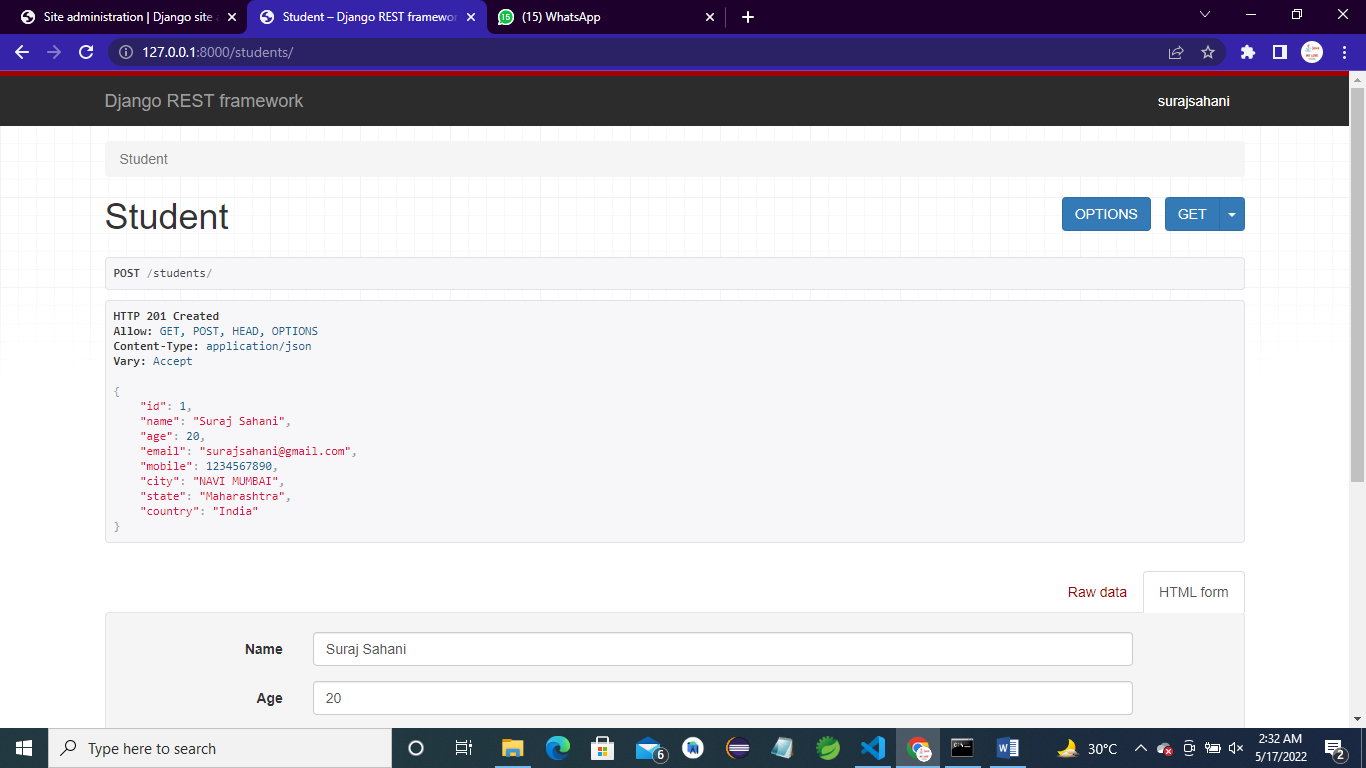 Site administration | Django site a
Student – Django REST framewor
(15) WhatsApp
127.0.0.1:8000/students/
Django REST framework
surajsahani
Student
Student
OPTIONS
GET
POST /students/
HTTP 201 Created
Allow: GET, POST, HEAD, OPTIONS
Content-Type: application/json
Vary: Accept
{
"id": 1,
"name": "Suraj Sahani",
"age": 20,
"email": "surajsahani@gmail.com",
"mobile": 1234567890,
"city": "NAVI MUMBAI",
"state": "Maharashtra",
"country": "India"
}
Raw data
HTML form
Name
Suraj Sahani
Age
20
Type here to search
6
30°C
2:32 AM
5/17/2022
2